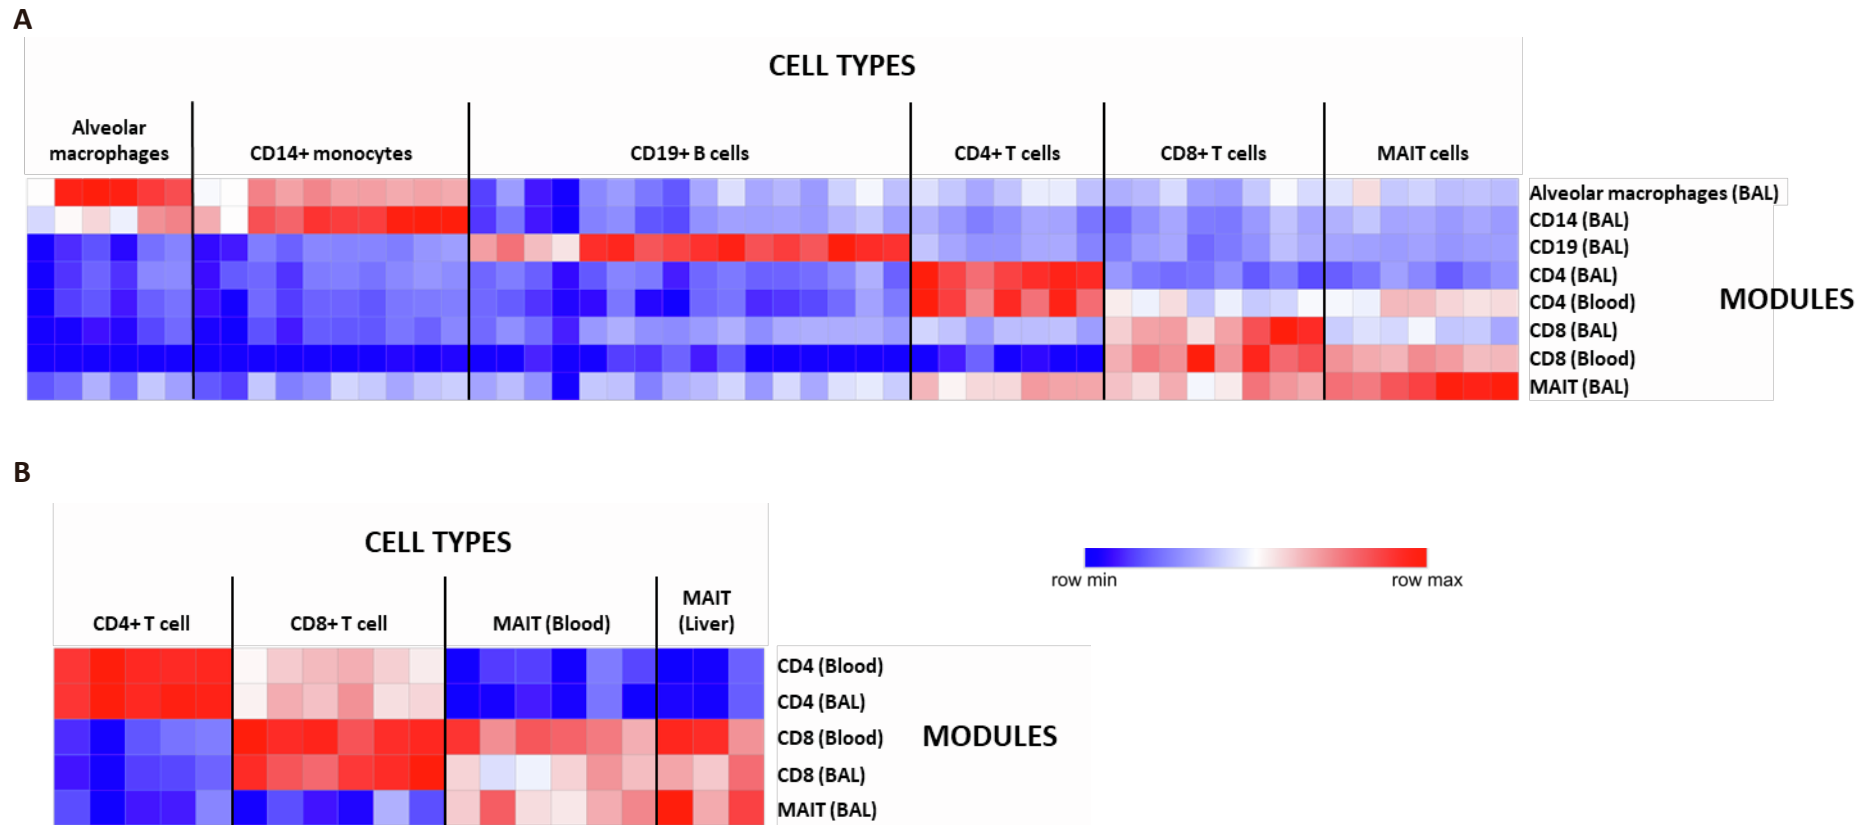 A
CELL TYPES
Alveolar
macrophages
CD14+ monocytes
CD19+ B cells
CD4+ T cells
CD8+ T cells
MAIT cells
Alveolar macrophages (BAL)
CD14 (BAL)
CD19 (BAL)
CD4 (BAL)
CD4 (Blood)
CD8 (BAL)
CD8 (Blood)
MAIT (BAL)
MODULES
B
CELL TYPES
CD4+ T cell
CD8+ T cell
MAIT (Blood)
MAIT
(Liver)
CD4 (Blood)
CD4 (BAL)
CD8 (Blood)
CD8 (BAL)
MAIT (BAL)
MODULES
row min
row max